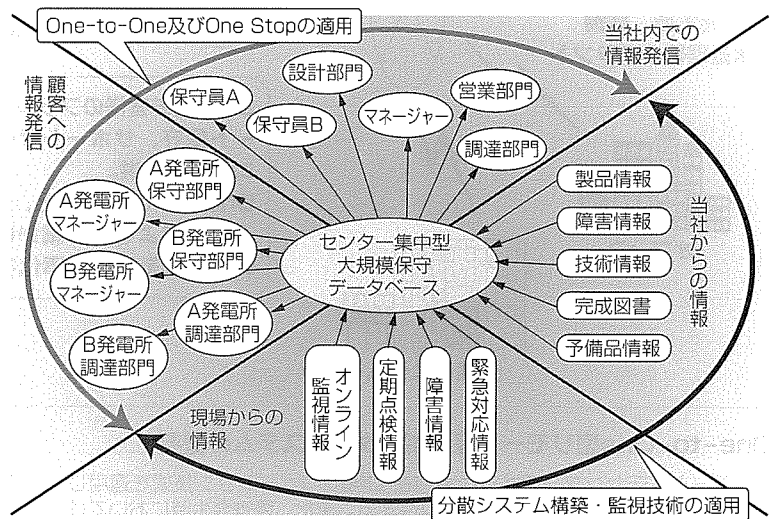 One-to-One及びOne Stopの適用
当社内での
情報発信
顧客への
情報発信
設計部門
保守員A
保守員B
マネージャー
営業部門
調達部門
A発電所
保守部門
A発電所
マネージャー
B発電所
保守部門
B発電所
マネージャー
A発電所
調達部門
B発電所
調達部門
センター集中型
大規模保守
データベース
製品情報
障害情報
技術情報
完成図書
予備品情報
当社からの情報
現場からの
情報
オンライン
監視情報
定期点検情報
障害情報
緊急対応情報
分散システム構築・監視技術の適用